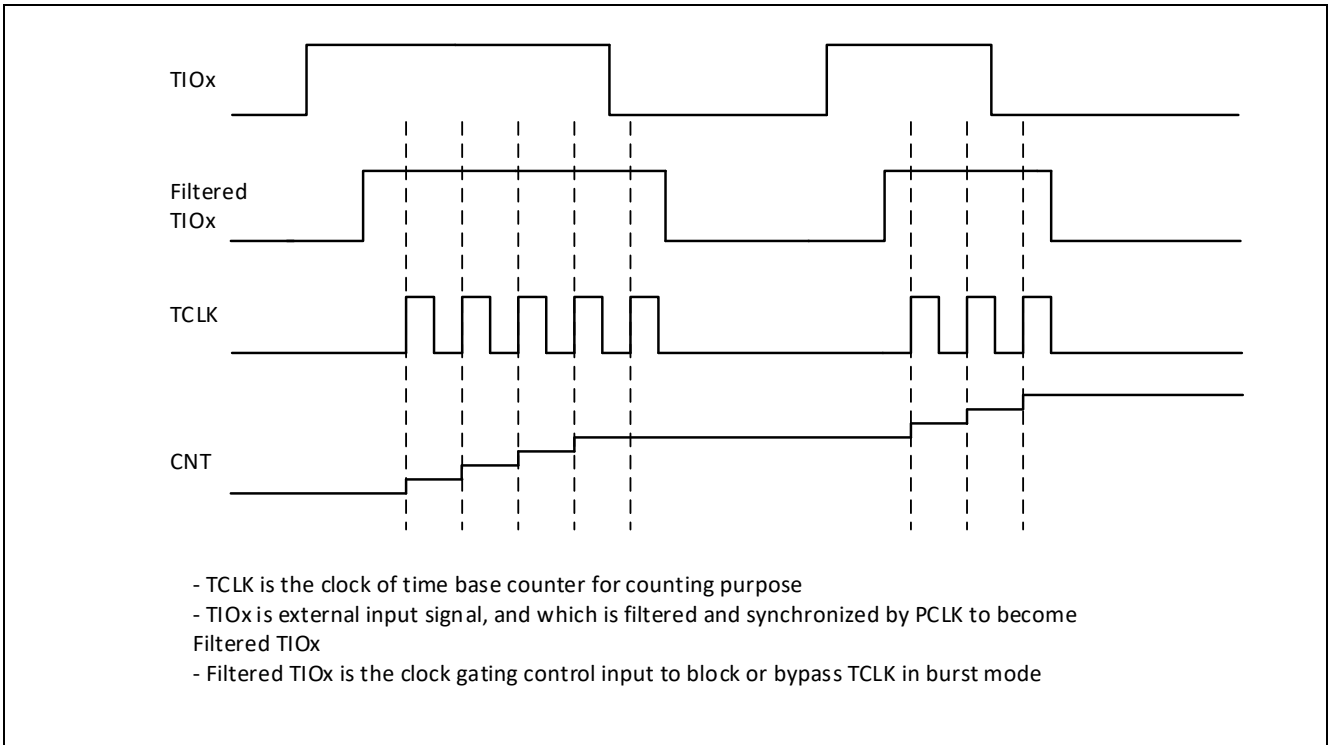 TIOx
Filtered
TIOx
TCLK
CNT
- TCLK is the clock of time base counter for counting purpose
- TIOx is external input signal, and which is filtered and synchronized by PCLK to become
Filtered TIOx
- Filtered TIOx is the clock gating control input to block or bypass TCLK in burst mode